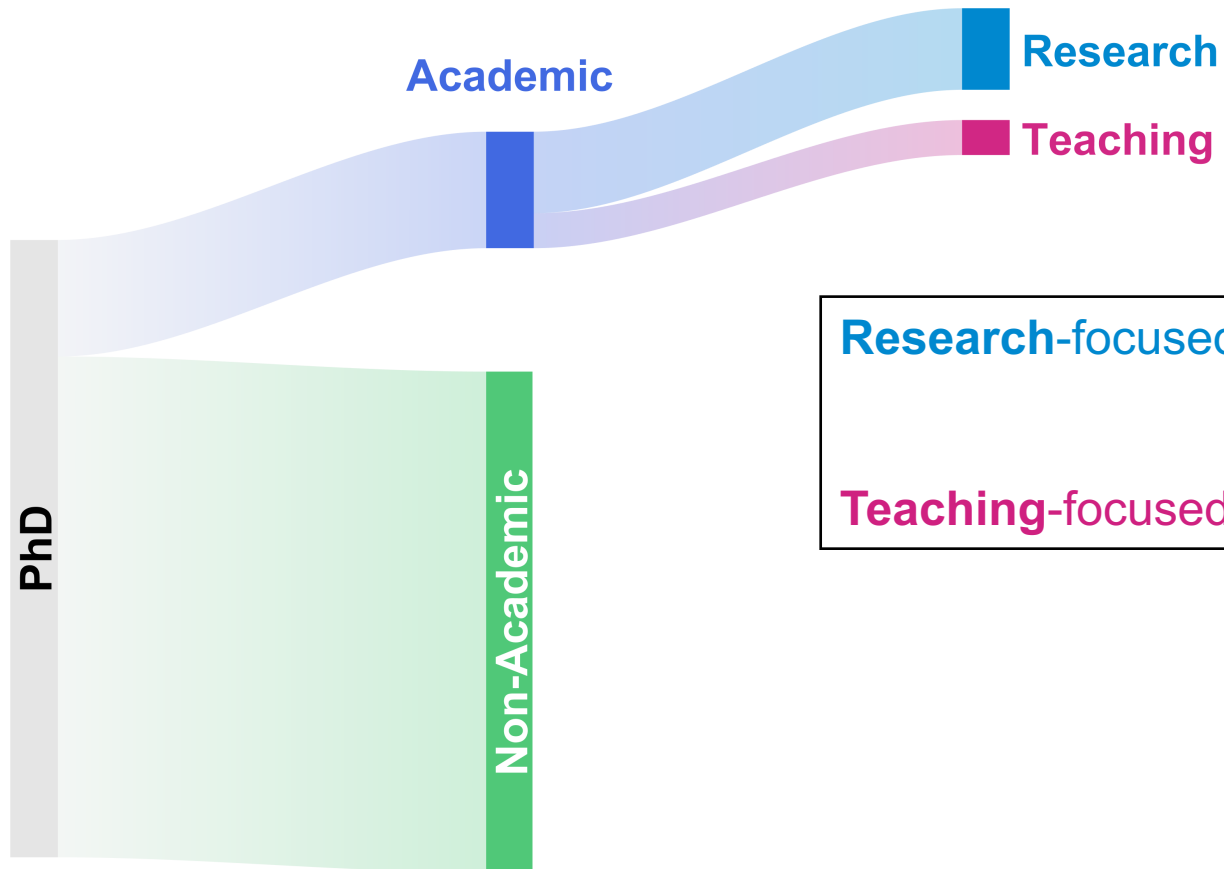 Research
Academic
Teaching
Research-focused
Teaching-focused
PhD
Non-Academic